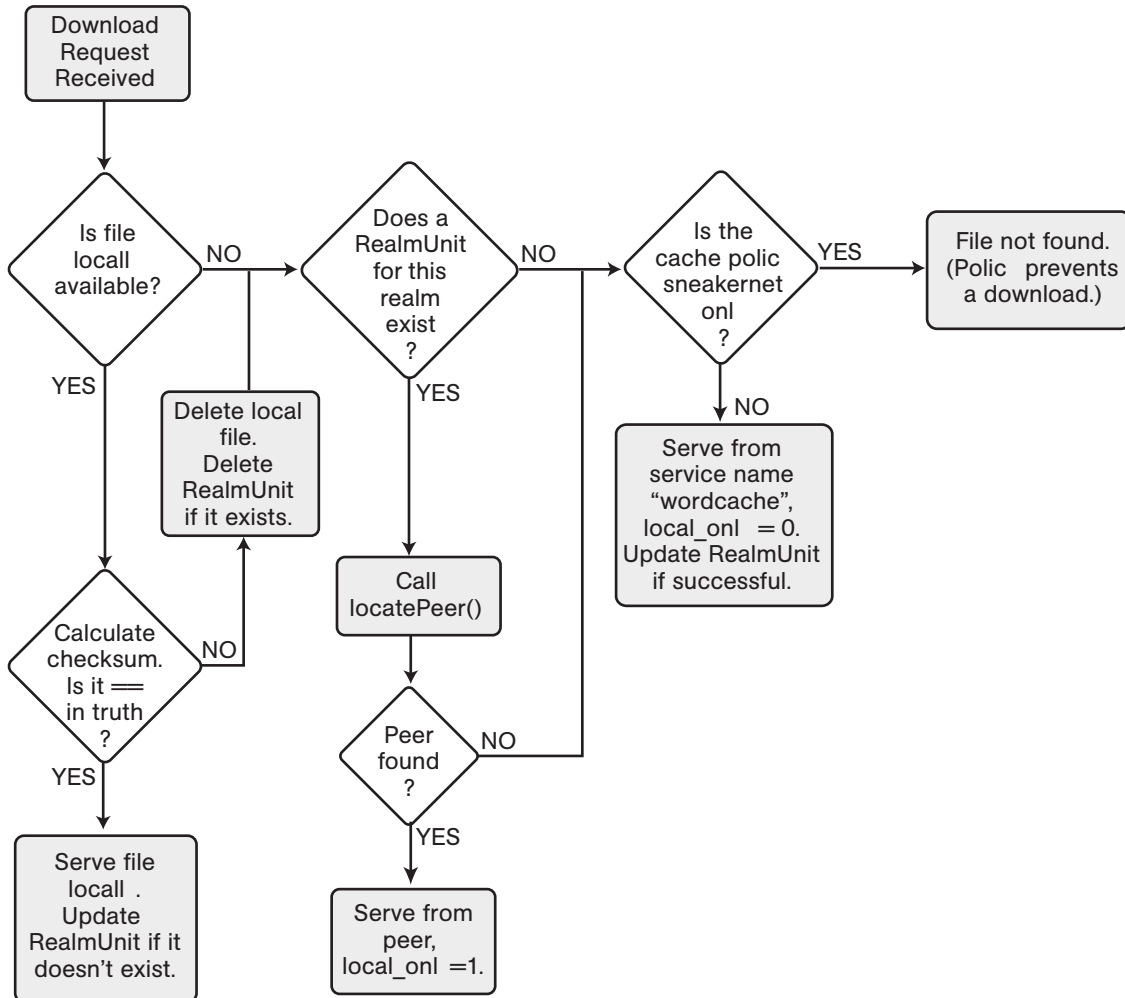 Download
Request
Received
Is file
locall
available?
NO
YES
Delete local
file.
Delete
RealmUnit
if it exists.
Calculate
checksum.
Is it ==
in truth
?
NO
YES
Serve file
locall .
Update
RealmUnit if it
doesn't exist.
Does a
RealmUnit
for this
realm
exist
?
NO
YES
Call
locatePeer()
Peer
found
?
NO
YES
Serve from
peer,
local_onl =1.
Is the
cache polic
sneakernet
onl
?
YES
NO
File not found.
(Polic prevents
a download.)
Serve from
service name
“wordcache”,
local_onl = 0.
Update RealmUnit
if successful.